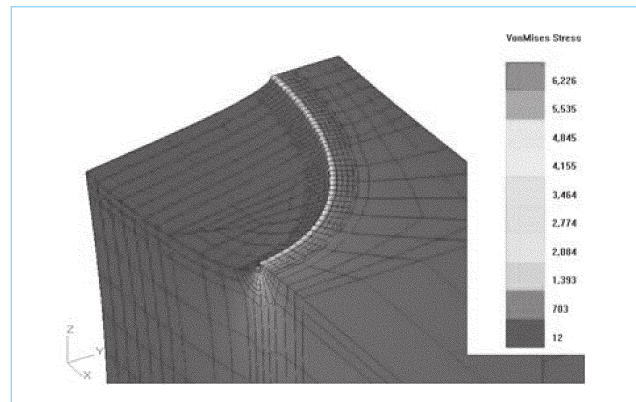 VonMises Stress
6,226
5,535
4,845
4,155
3,464
2,774
2,084
1,393
703
12
Z
Y
X